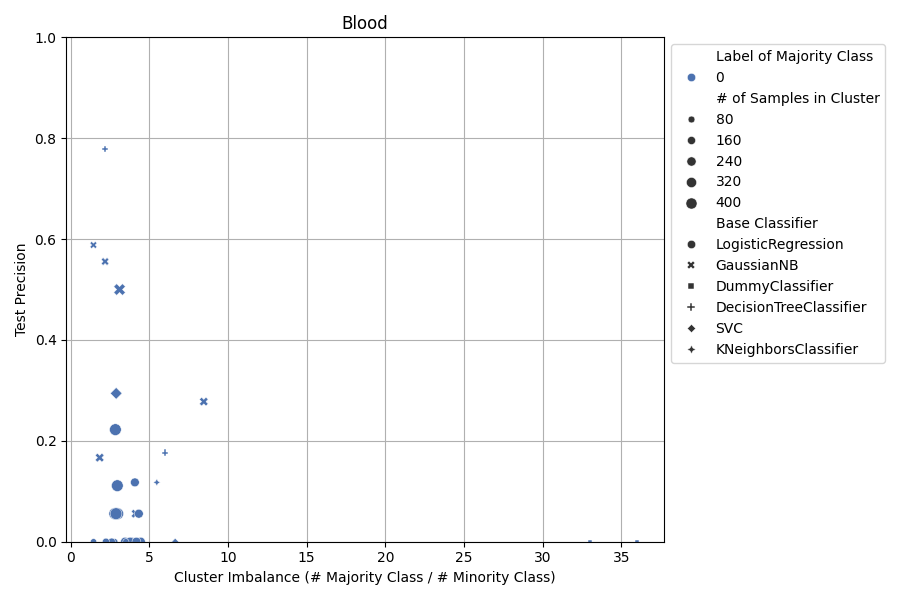 Blood
1.0
0.8
0.6
0.4
0.2
0.0
Test Precision
0
5
10
15
20
25
30
35
Cluster Imbalance (# Majority Class / # Minority Class)
Label of Majority Class
0
# of Samples in Cluster
80
160
240
320
400
Base Classifier
LogisticRegression
GaussianNB
DummyClassifier
DecisionTreeClassifier
SVC
KNeighborsClassifier